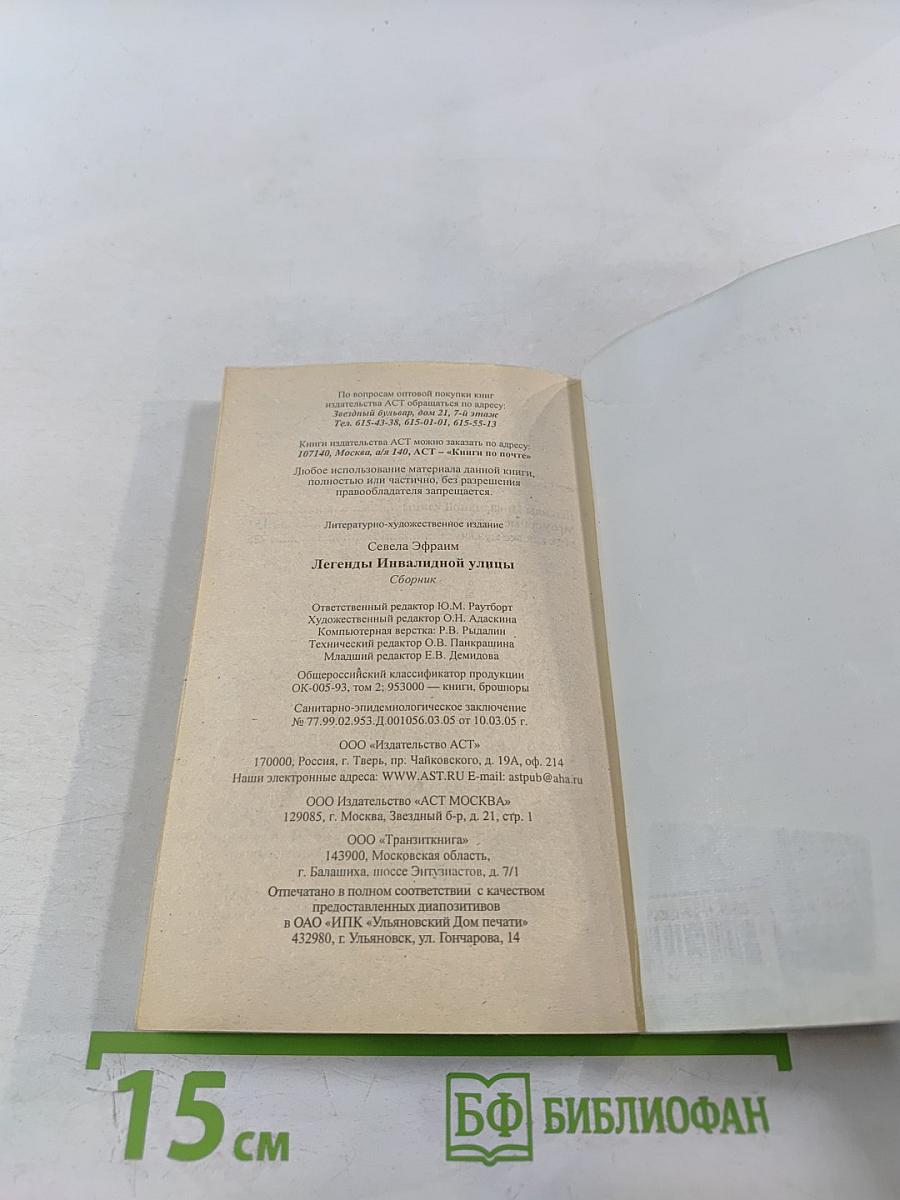 По вопросам оптовой покупки книг
издательства АСТ обращаться по адресу:
Звездный бульвар, дом 21, 7-й этаж
Тел. 615-43-38, 615-01-01, 615-55-13
Книги издательства АСТ можно заказать по адресу:
107140, Москва, а/я 140, АСТ – «Книги по почте»
Любое использование материала данной книги,
полностью или частично, без разрешения
правообладателя запрещается.
Литературно-художественное издание
Севела Эфраим
Легенды Инвалидной улицы
Сборник
Ответственный редактор Ю.М. Раутборт
Художественный редактор О.Н. Адаскина
Компьютерная верстка: Р.В. Рыдалин
Технический редактор О.В. Панкрашина
Младший редактор Е.В. Демидова
Общероссийский классификатор продукции
ОК-005-93, том 2; 953000 — книги, брошюры
Санитарно-эпидемиологическое заключение
№ 77.99.02.953.Д.001056.03.05 от 10.03.05 г.
ООО «Издательство АСТ»
170000, Россия, г. Тверь, пр. Чайковского, д. 19А, оф. 214
Наши электронные адреса: WWW.AST.RU E-mail: astpub@aha.ru
ООО Издательство «АСТ МОСКВА»
129085, г. Москва, Звездный б-р, д. 21, стр. 1
ООО «Транзиткнига»
143900, Московская область,
г. Балашиха, шоссе Энтузиастов, д. 7/1
Отпечатано в полном соответствии с качеством
предоставленных диапозитивов
в ОАО «ИПК «Ульяновский Дом печати»
432980, г. Ульяновск, ул. Гончарова, 14
15 см
БФ БИБЛИОФАН